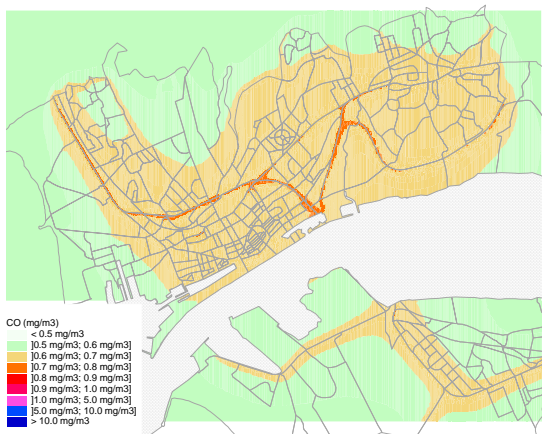 CO (mg/m3)
< 0.5 mg/m3
]0.5 mg/m3; 0.6 mg/m3]
]0.6 mg/m3; 0.7 mg/m3]
]0.7 mg/m3; 0.8 mg/m3]
]0.8 mg/m3; 0.9 mg/m3]
]0.9 mg/m3; 1.0 mg/m3]
]1.0 mg/m3; 5.0 mg/m3]
]5.0 mg/m3; 10.0 mg/m3]
> 10.0 mg/m3